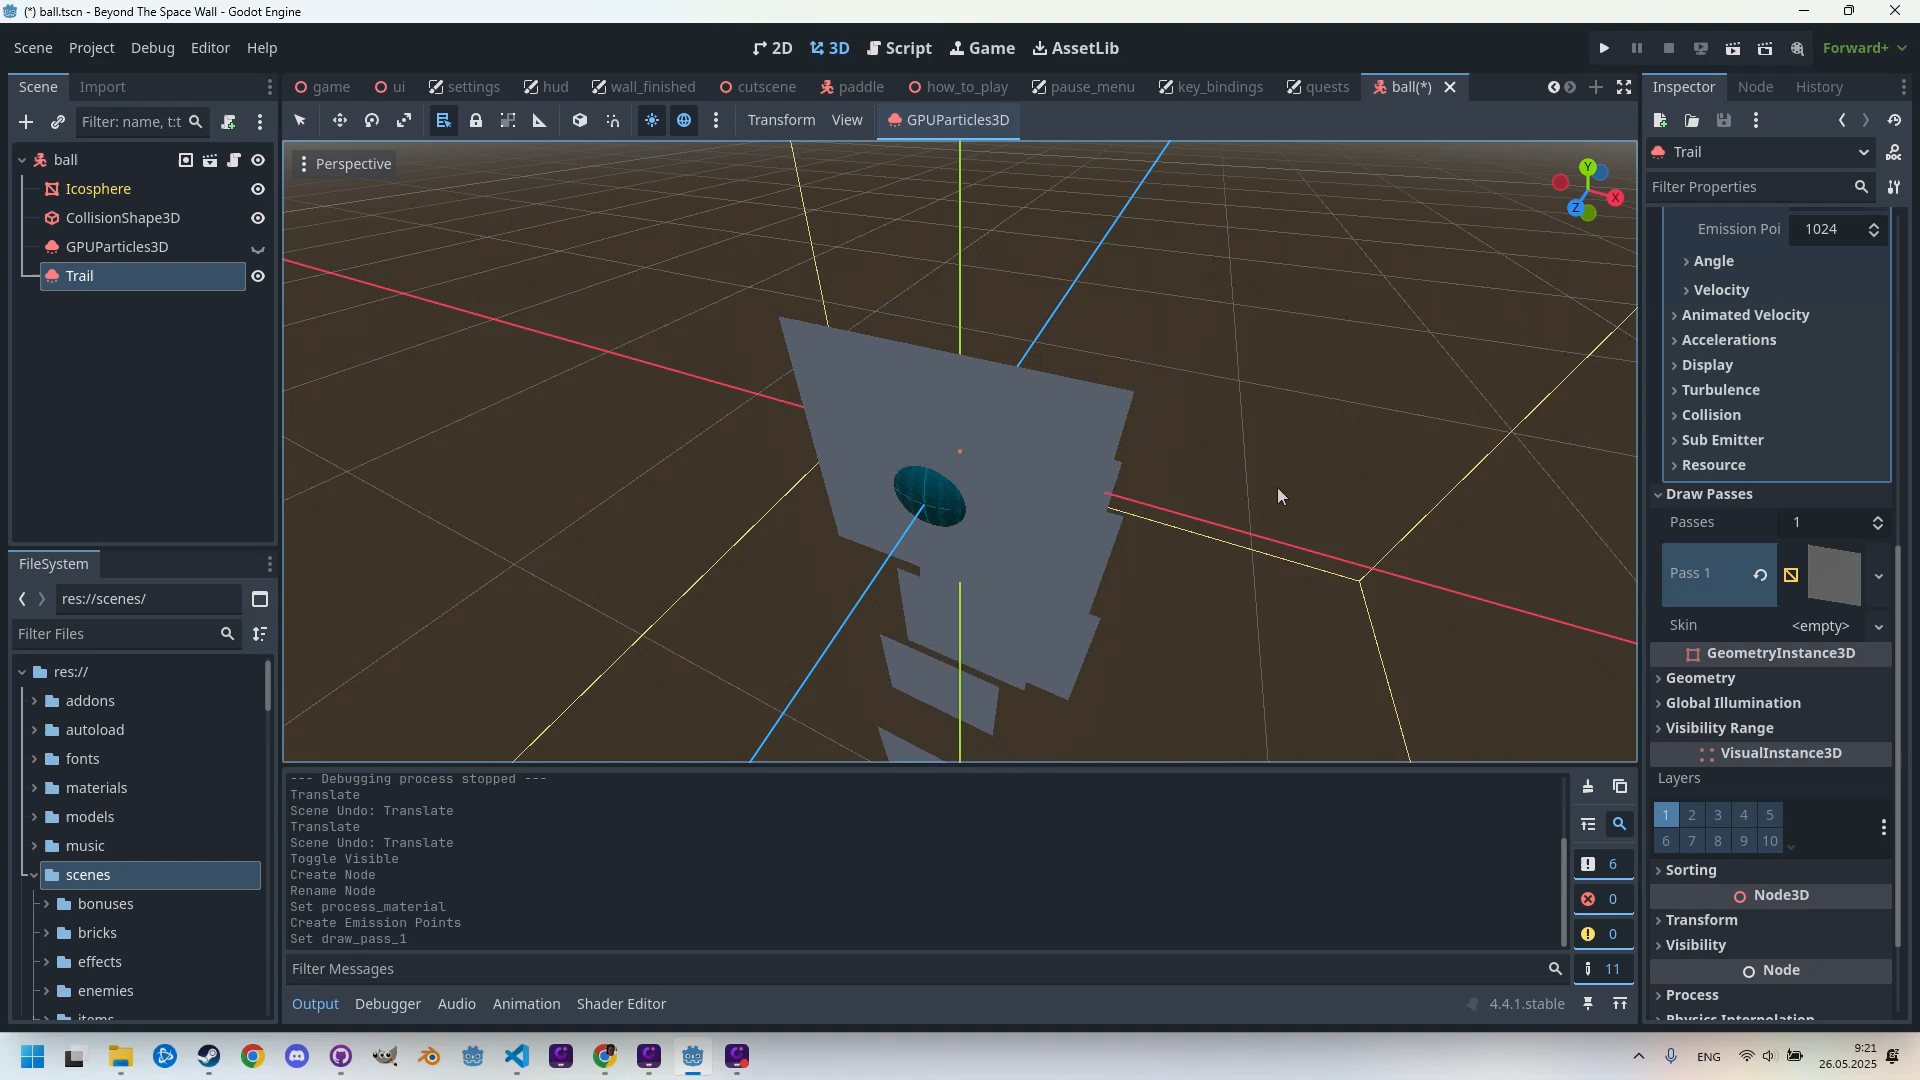 (*) ball.tscn - Beyond The Space Wall - Godot Engine
Scene Project Debug Editor Help
2D 3D Script Game AssetLib
Forward+
Scene Import
game ui settings hud wall_finished cutscene paddle how_to_play pause_menu key_bindings quests ball(*)
Inspector Node History
Filter: name, t:t
Transform View GPUParticles3D
Perspective
Y
X
Z
ball
Icosphere
CollisionShape3D
GPUParticles3D
Trail
Trail
DOC
Filter Properties
Emission Poi 1024
Angle
Velocity
Animated Velocity
Accelerations
Display
Turbulence
Collision
Sub Emitter
Resource
Draw Passes
Passes 1
Pass 1
Skin <empty>
GeometryInstance3D
Geometry
Global Illumination
Visibility Range
VisualInstance3D
Layers
1 2 3 4 5
6 7 8 9 10
Sorting
Node3D
Transform
Visibility
Node
Process
Physics Interpolation
FileSystem
res://scenes/
Filter Files
res://
addons
autoload
fonts
materials
models
music
scenes
bonuses
bricks
effects
enemies
items
--- Debugging process stopped ---
Translate
Scene Undo: Translate
Translate
Scene Undo: Translate
Toggle Visible
Create Node
Rename Node
Set process_material
Create Emission Points
Set draw_pass_1
6
0
0
11
Filter Messages
Output Debugger Audio Animation Shader Editor
4.4.1.stable
ENG
9:21
26.05.2025